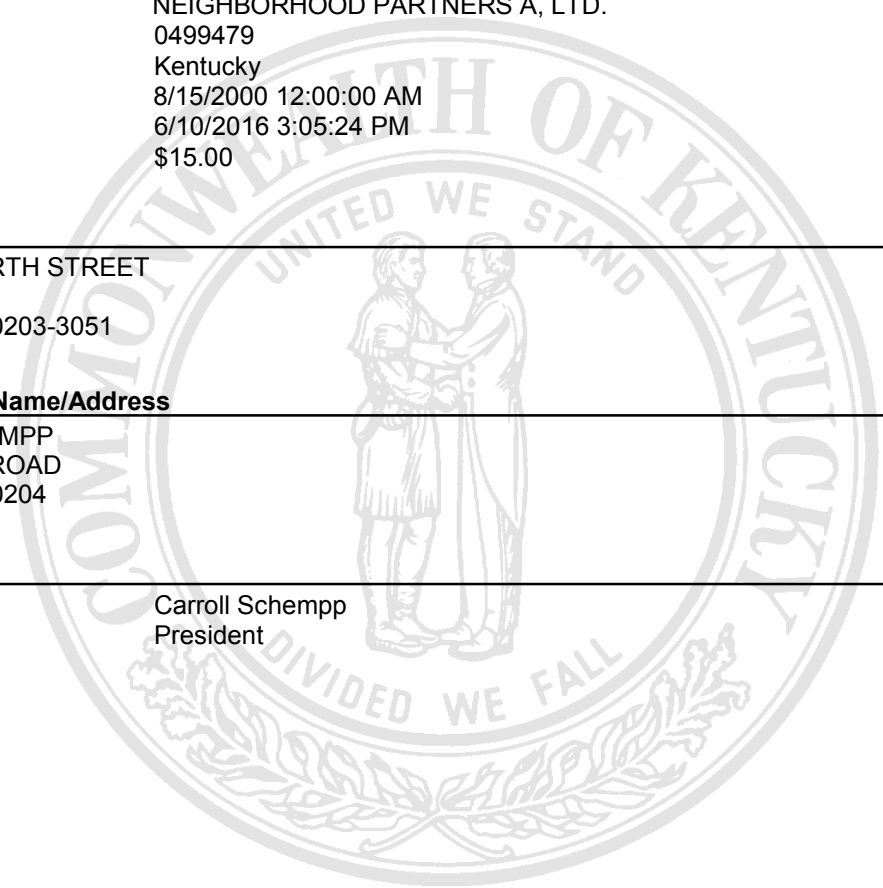 NEIGHBORHOOD PARTNERS A, LTD.
0499479
Kentucky
8/15/2000 12:00:00 AM
6/10/2016 3:05:24 PM
$15.00
RTH STREET
0203-3051
Name/Address
MPP
ROAD
0204
Carroll Schempp
President
COMMONWEALTH OF KENTUCKY
UNITED WE STAND
DIVIDED WE FALL